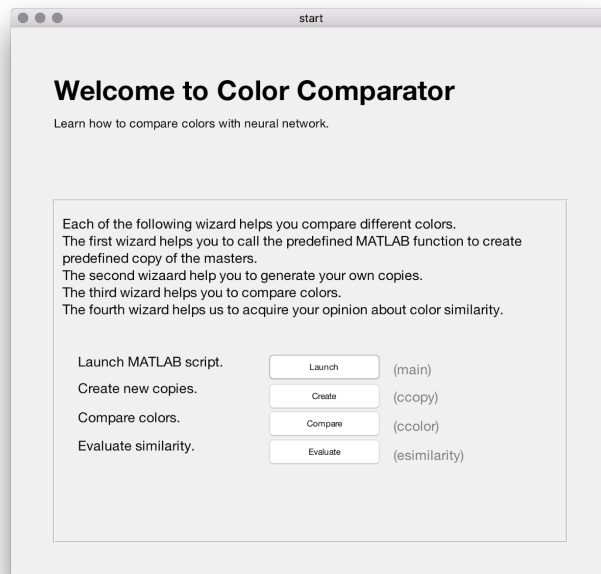 start
Welcome to Color Comparator
Learn how to compare colors with neural network.
Each of the following wizard helps you compare different colors.
The first wizard helps you to call the predefined MATLAB function to create
predefined copy of the masters.
The second wizaard help you to generate your own copies.
The third wizard helps you to compare colors.
The fourth wizard helps us to acquire your opinion about color similarity.
Launch MATLAB script. Launch (main)
Create new copies. Create (ccopy)
Compare colors. Compare (ccolor)
Evaluate similarity. Evaluate (esimilarity)